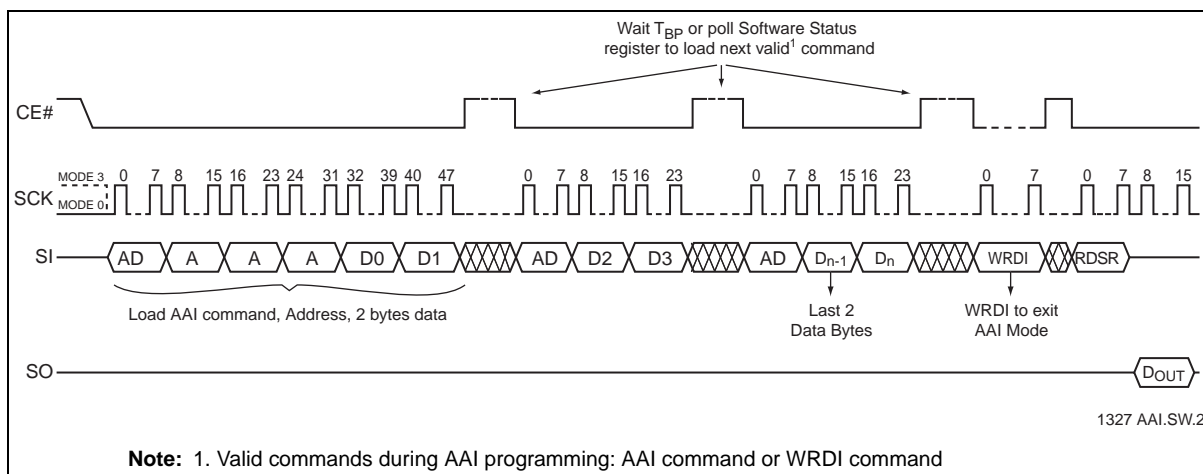 Wait TBP or poll Software Status
register to load next valid1 command
CE#
MODE 3
MODE 0
SCK
0 7 8 15 16 23 24 31 32 39 40 47 0 7 8 15 16 23 0 7 8 15 16 23 0 7 0 7 8 15
SI
AD A A A D0 D1 AD D2 D3 AD Dn-1 Dn WRDI RDSR
Load AAI command, Address, 2 bytes data
Last 2
Data Bytes
WRDI to exit
AAI Mode
SO
DOUT
1327 AAI.SW.2
Note: 1. Valid commands during AAI programming: AAI command or WRDI command